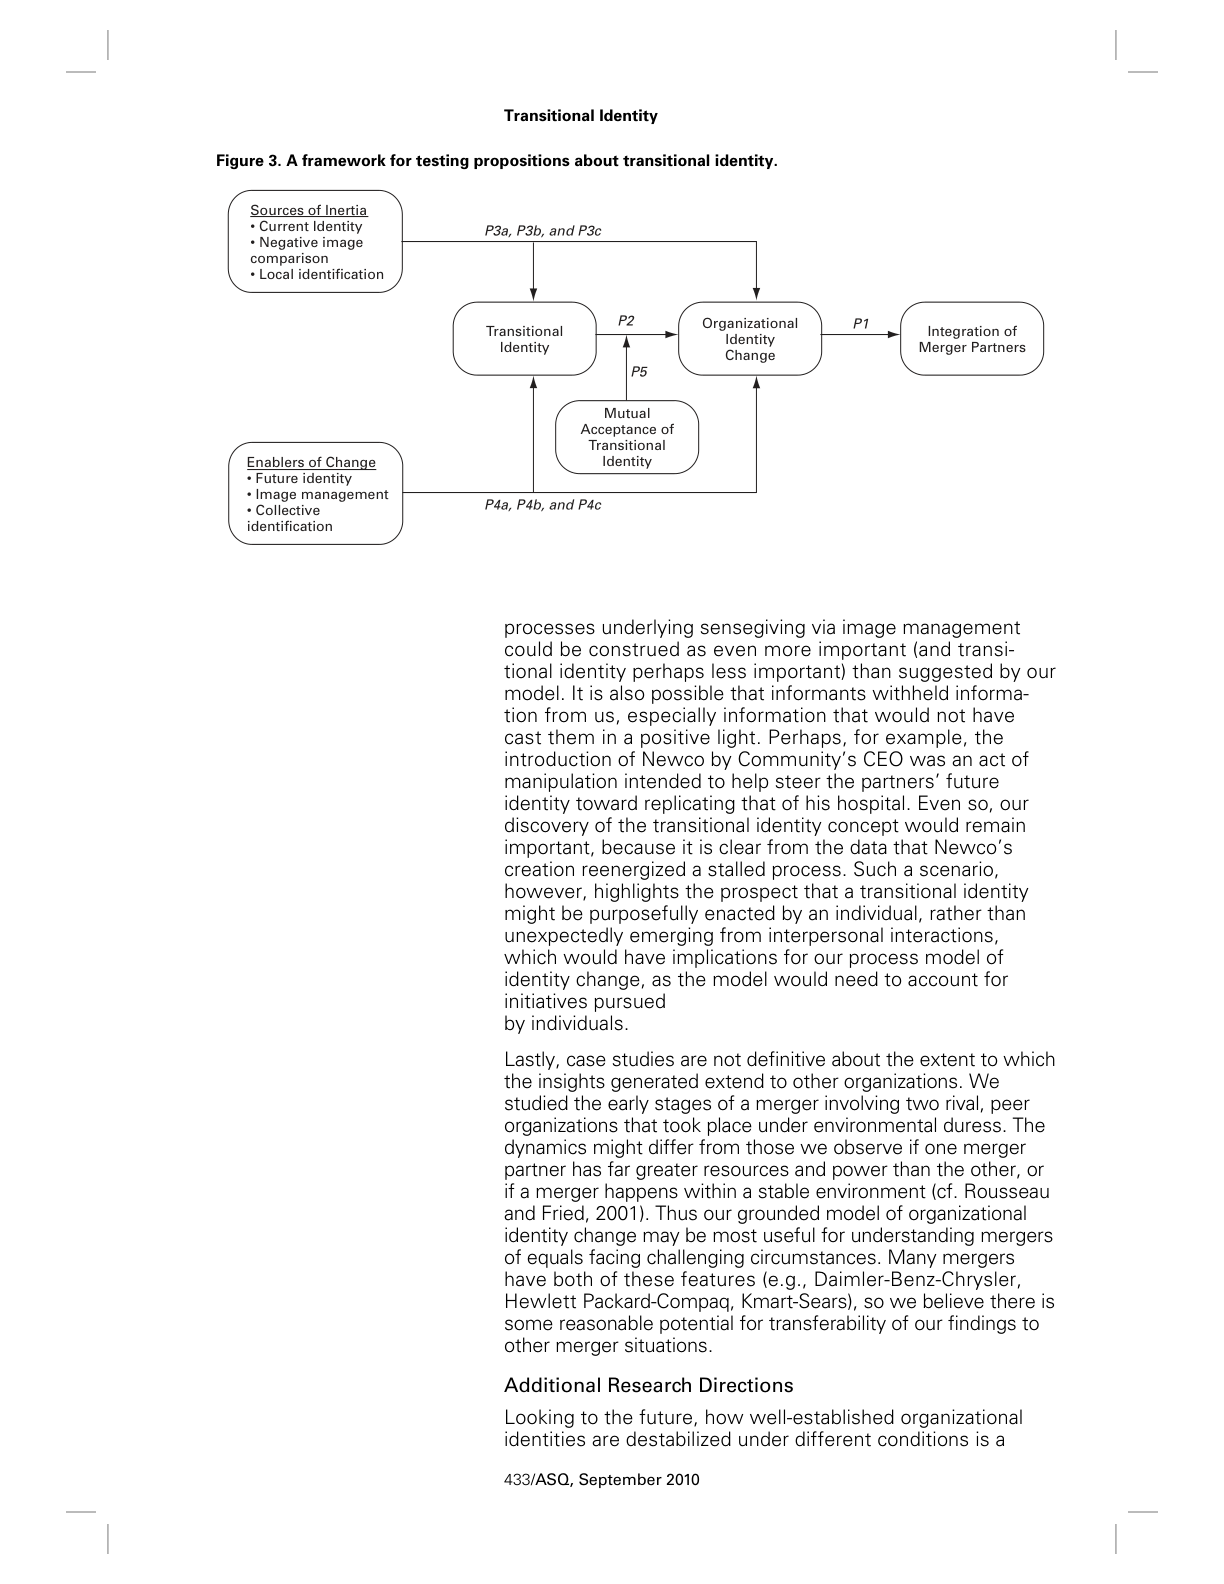 Transitional Identity
Figure 3. A framework for testing propositions about transitional identity.
Sources of Inertia
• Current Identity
• Negative image
comparison
• Local identification
P3a, P3b, and P3c
Transitional
Identity
P2
Organizational
Identity
Change
P1
Integration of
Merger Partners
P5
Mutual
Acceptance of
Transitional
Identity
Enablers of Change
• Future identity
• Image management
• Collective
identification
P4a, P4b, and P4c
processes underlying sensegiving via image management
could be construed as even more important (and transi-
tional identity perhaps less important) than suggested by our
model. It is also possible that informants withheld informa-
tion from us, especially information that would not have
cast them in a positive light. Perhaps, for example, the
introduction of Newco by Community’s CEO was an act of
manipulation intended to help steer the partners’ future
identity toward replicating that of his hospital. Even so, our
discovery of the transitional identity concept would remain
important, because it is clear from the data that Newco’s
creation reenergized a stalled process. Such a scenario,
however, highlights the prospect that a transitional identity
might be purposefully enacted by an individual, rather than
unexpectedly emerging from interpersonal interactions,
which would have implications for our process model of
identity change, as the model would need to account for
initiatives pursued
by individuals.
Lastly, case studies are not definitive about the extent to which
the insights generated extend to other organizations. We
studied the early stages of a merger involving two rival, peer
organizations that took place under environmental duress. The
dynamics might differ from those we observe if one merger
partner has far greater resources and power than the other, or
if a merger happens within a stable environment (cf. Rousseau
and Fried, 2001). Thus our grounded model of organizational
identity change may be most useful for understanding mergers
of equals facing challenging circumstances. Many mergers
have both of these features (e.g., Daimler-Benz-Chrysler,
Hewlett Packard-Compaq, Kmart-Sears), so we believe there is
some reasonable potential for transferability of our findings to
other merger situations.
Additional Research Directions
Looking to the future, how well-established organizational
identities are destabilized under different conditions is a
433/ASQ, September 2010